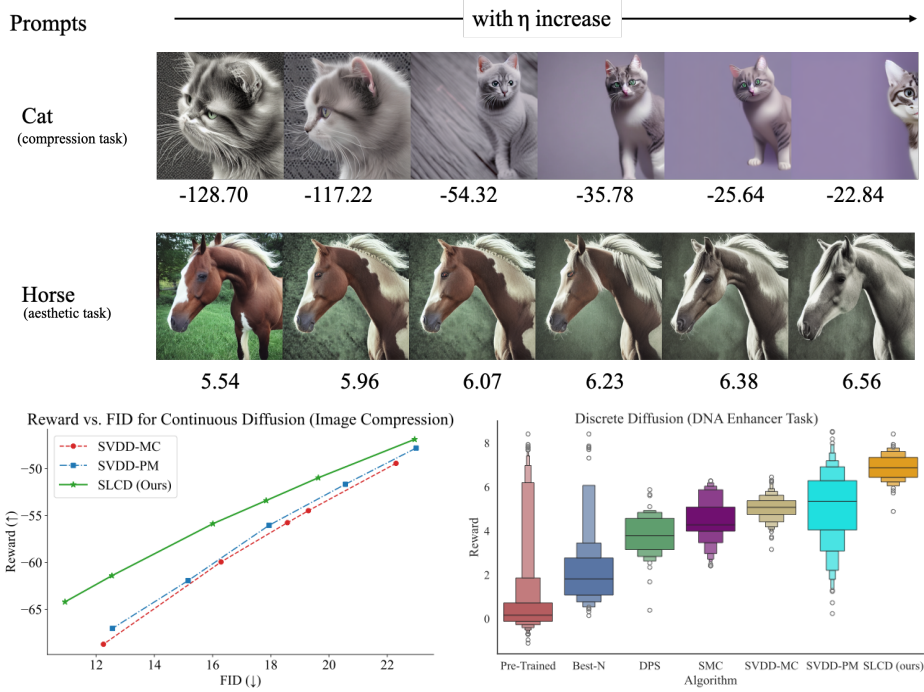 Prompts
with η increase
Cat
(compression task)
-128.70 -117.22 -54.32 -35.78 -25.64 -22.84
Horse
(aesthetic task)
5.54 5.96 6.07 6.23 6.38 6.56
Reward vs. FID for Continuous Diffusion (Image Compression)
SVDD-MC
SVDD-PM
SLCD (Ours)
Reward (↑)
−50
−55
−60
−65
12 14 16 18 20 22
FID (↓)
Discrete Diffusion (DNA Enhancer Task)
Reward
8
6
4
2
0
Pre-Trained Best-N DPS SMC SVDD-MC SVDD-PM SLCD (ours)
Algorithm